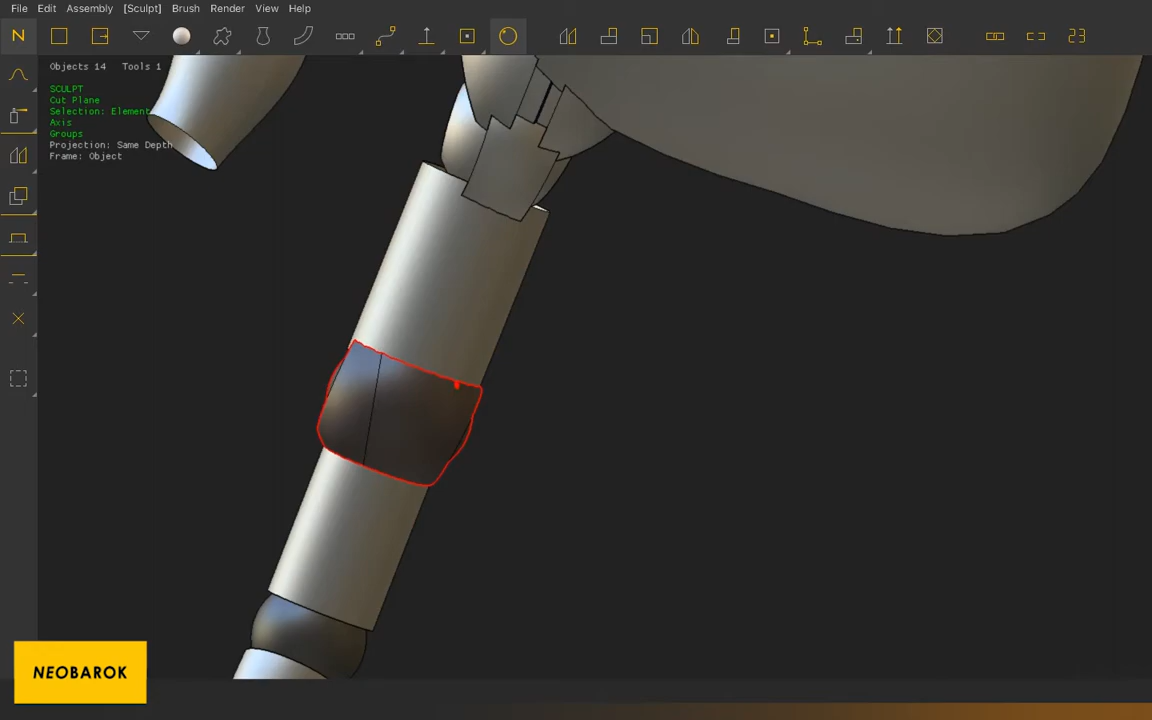 File Edit Assembly [Sculpt] Brush Render View Help
N
23
Objects 14 Tools 1
SCULPT
Cut Plane
Selection: Element
Axis
Groups
Projection: Same Depth
Frame: Object
NEOBAROK